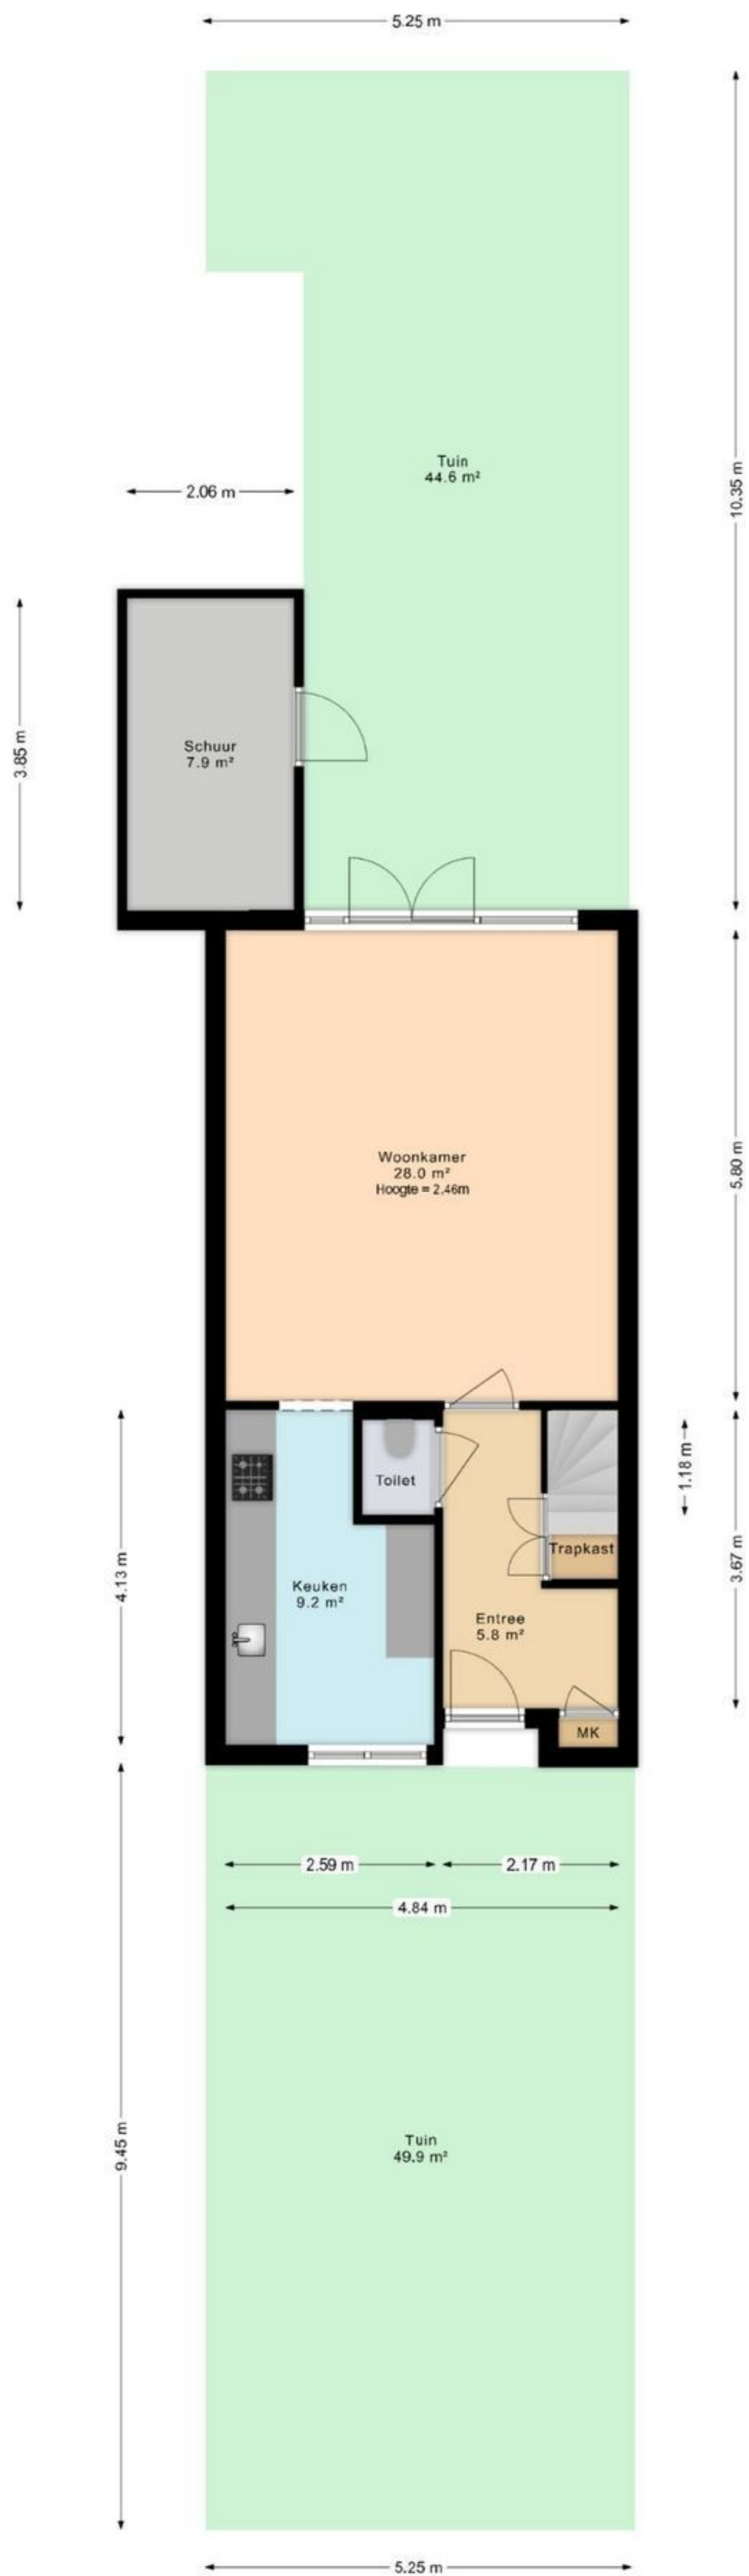 5.25 m
Tuin
44.6 m²
10.35 m
2.06 m
3.85 m
Schuur
7.9 m²
Woonkamer
28.0 m²
Hoogte = 2.46m
5.80 m
Toilet
1.18 m
Trapkast
4.13 m
Keuken
9.2 m²
3.67 m
Entree
5.8 m²
MK
2.59 m
2.17 m
4.84 m
9.45 m
Tuin
49.9 m²
5.25 m